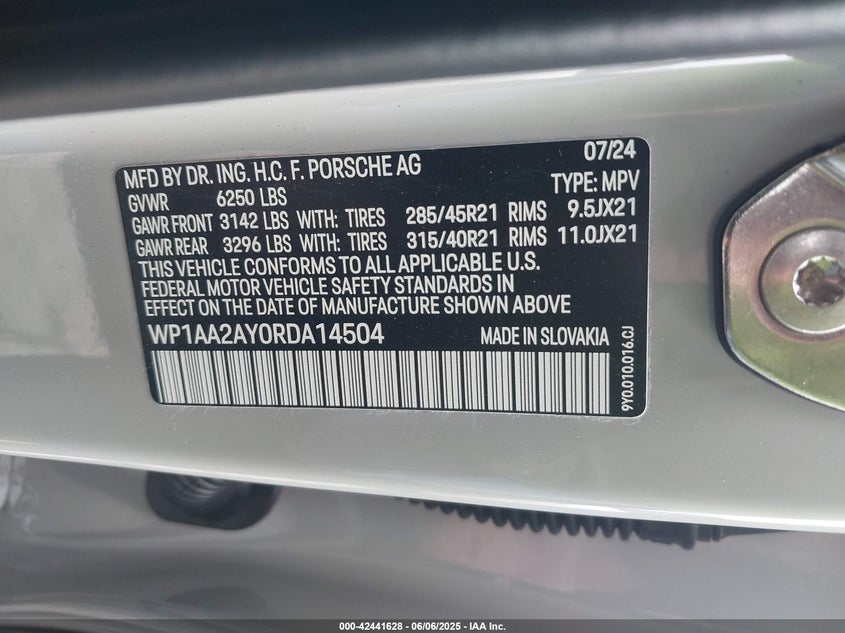 MFD BY DR. ING. H.C. F. PORSCHE AG 07/24
GVWR 6250 LBS TYPE: MPV
GAWR FRONT 3142 LBS WITH: TIRES 285/45R21 RIMS 9.5JX21
GAWR REAR 3296 LBS WITH: TIRES 315/40R21 RIMS 11.0JX21
THIS VEHICLE CONFORMS TO ALL APPLICABLE U.S.
FEDERAL MOTOR VEHICLE SAFETY STANDARDS IN
EFFECT ON THE DATE OF MANUFACTURE SHOWN ABOVE
WP1AA2AY0RDA14504 MADE IN SLOVAKIA
9Y0.010.016.CJ
000-42441628 - 06/06/2025 - IAA Inc.